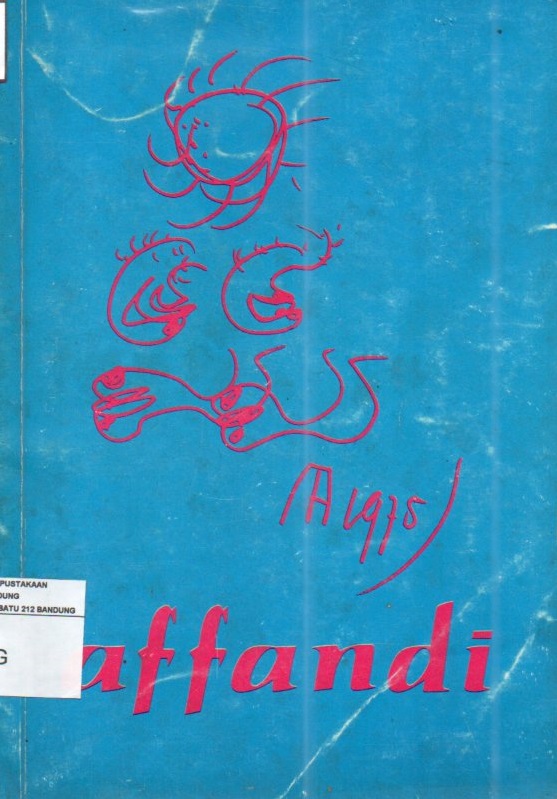 A 1975
PUSTAKAAN
DUNG
BATU 212 BANDUNG
G
affandi